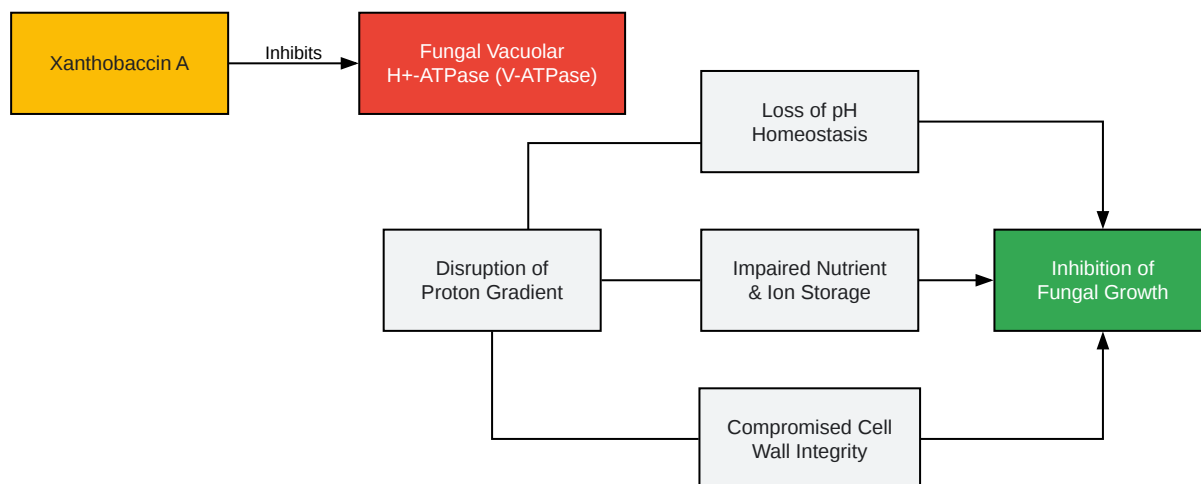 Xanthobaccin A
Inhibits
Fungal Vacuolar
H+-ATPase (V-ATPase)
Loss of pH
Homeostasis
Disruption of
Proton Gradient
Impaired Nutrient
& Ion Storage
Inhibition of
Fungal Growth
Compromised Cell
Wall Integrity